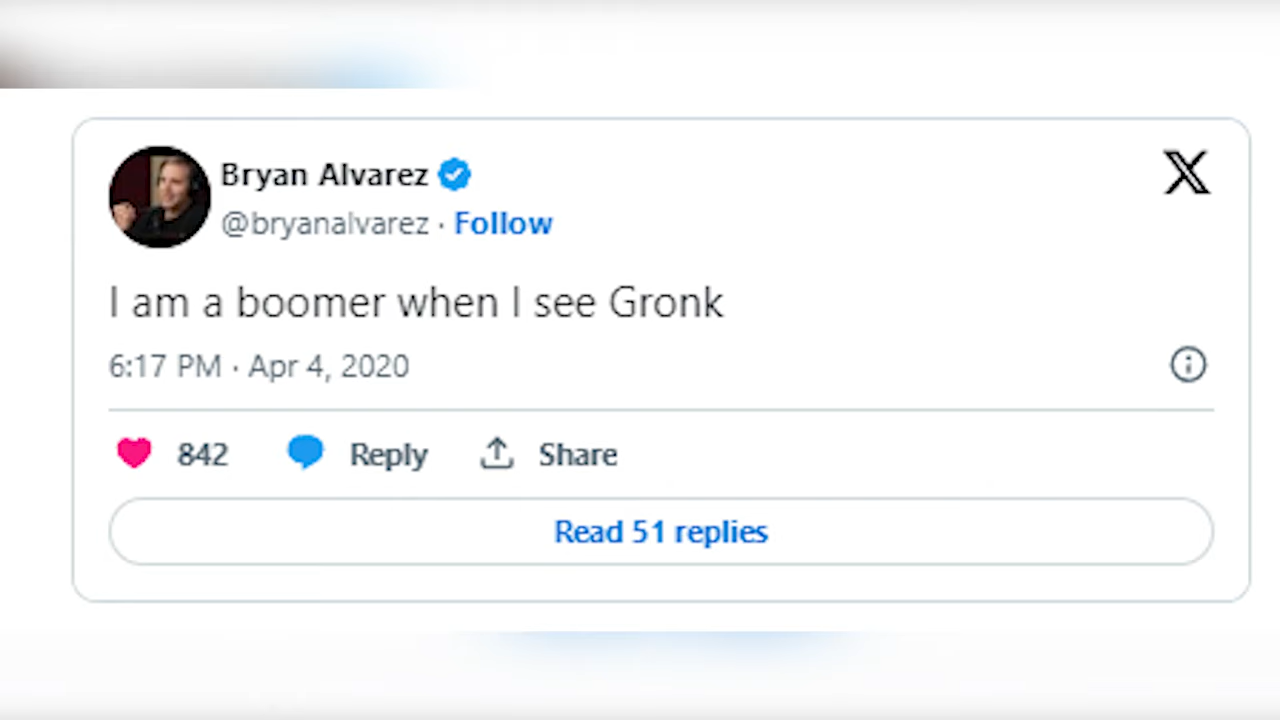 Bryan Alvarez
@bryanalvarez · Follow
I am a boomer when I see Gronk
6:17 PM · Apr 4, 2020
842 Reply Share
Read 51 replies